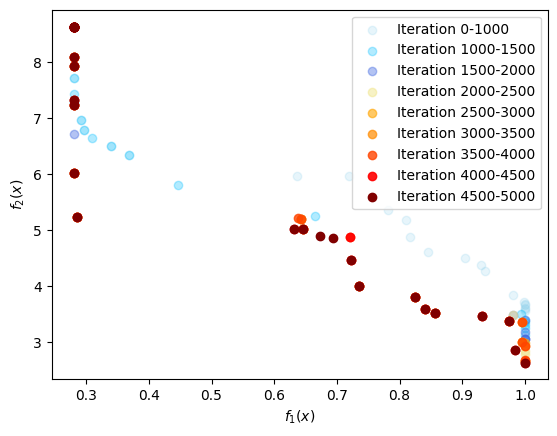 Iteration 0-1000
Iteration 1000-1500
Iteration 1500-2000
Iteration 2000-2500
Iteration 2500-3000
Iteration 3000-3500
Iteration 3500-4000
Iteration 4000-4500
Iteration 4500-5000
f₂(x)
8
7
6
5
4
3
0.3 0.4 0.5 0.6 0.7 0.8 0.9 1.0
f₁(x)